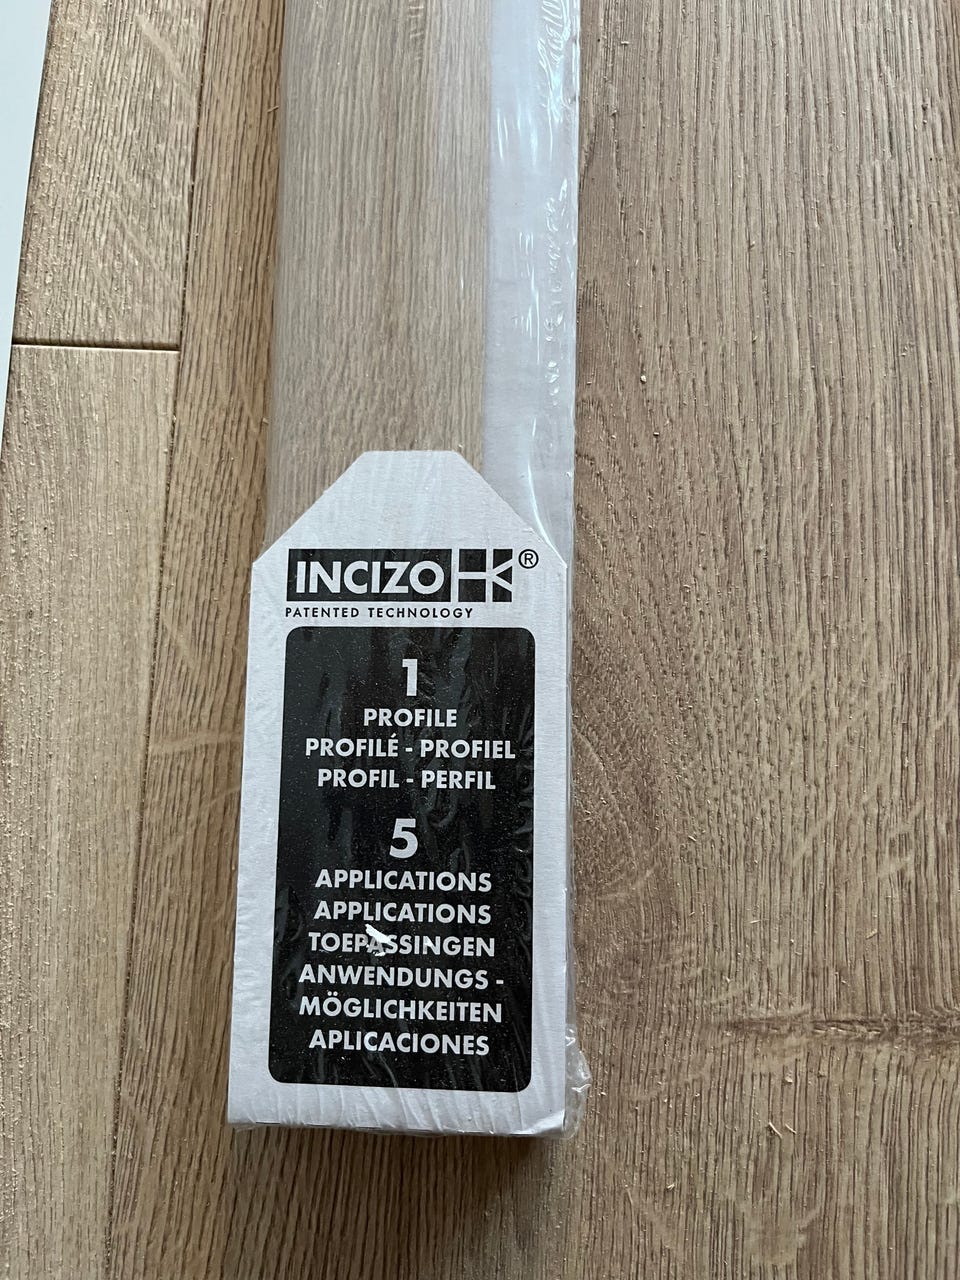 INCIZO ®
PATENTED TECHNOLOGY
1
PROFILE
PROFILÉ - PROFIEL
PROFIL - PERFIL
5
APPLICATIONS
APPLICATIONS
TOEPASSINGEN
ANWENDUNGS -
MÖGLICHKEITEN
APLICACIONES